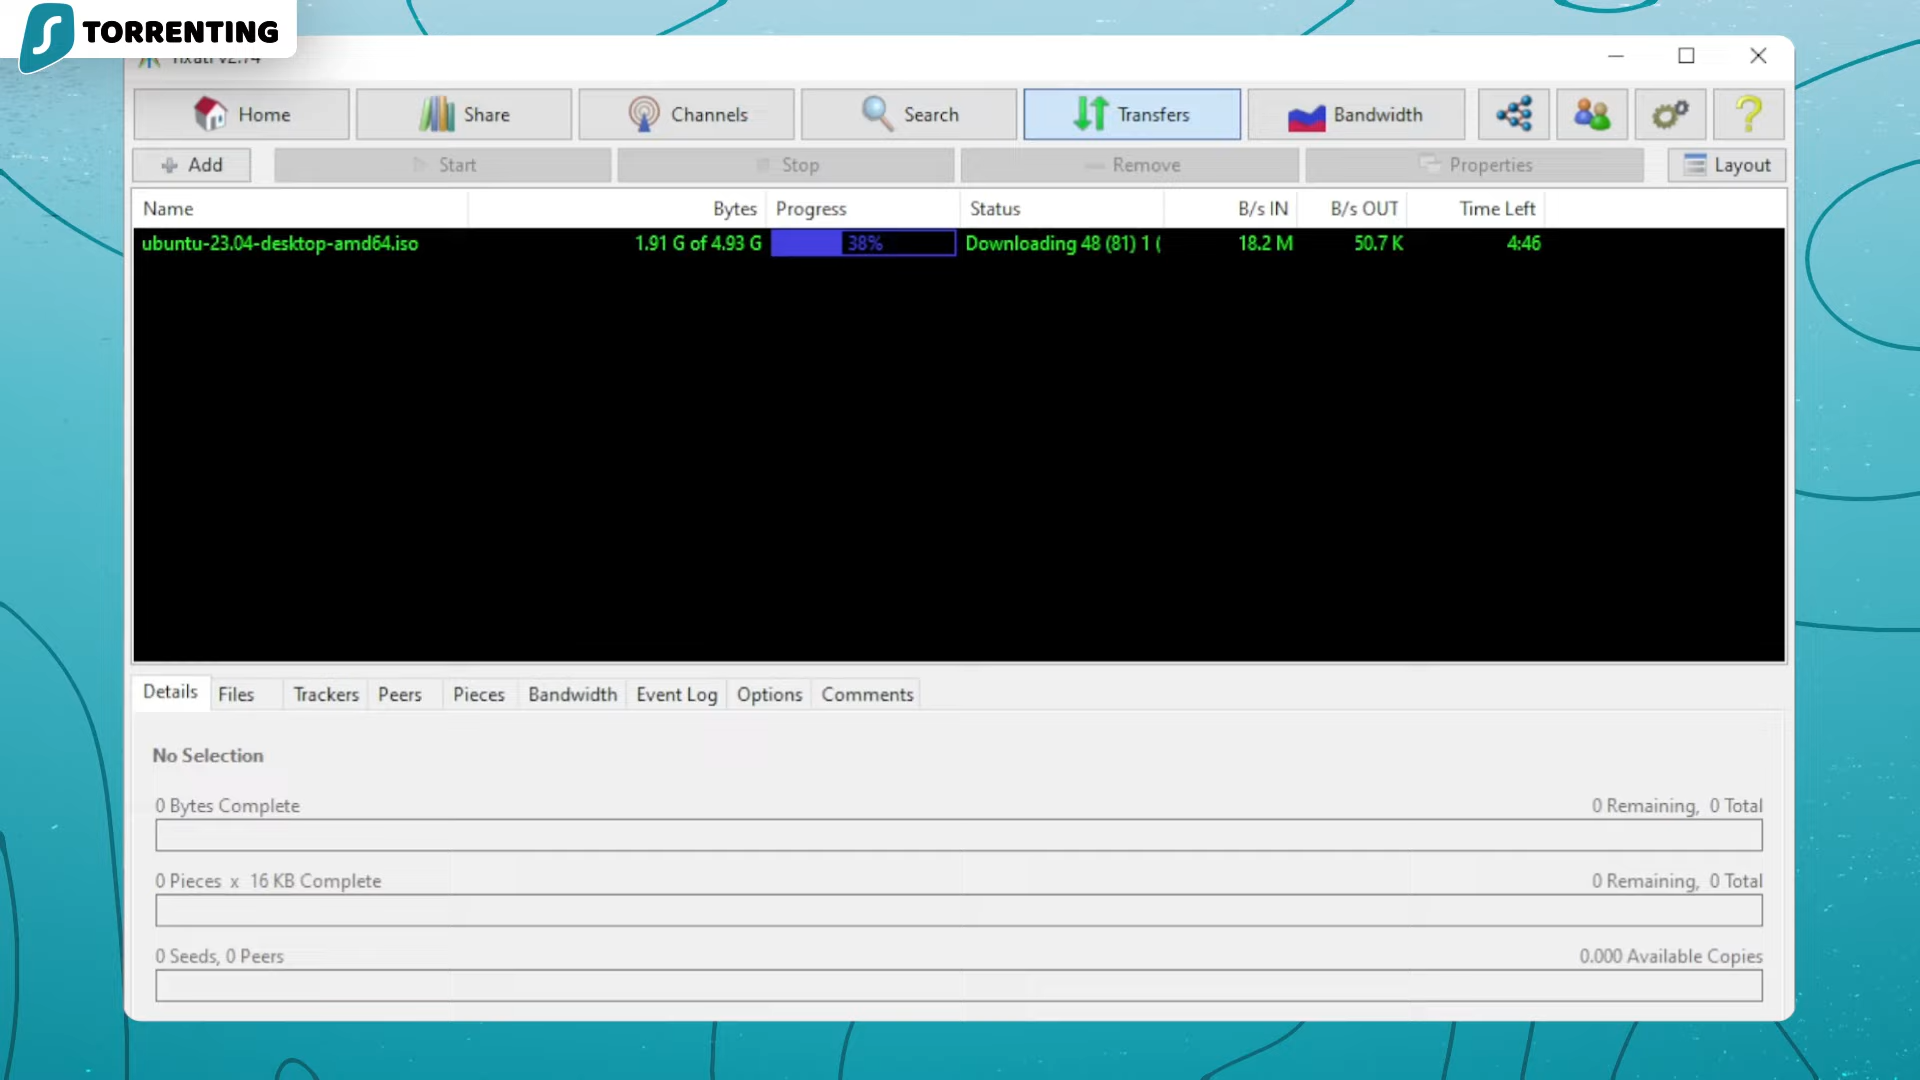 TORRENTING
Tixati v2.74
Home
Share
Channels
Search
Transfers
Bandwidth
Add
Start
Stop
Remove
Properties
Layout
Name Bytes Progress Status B/s IN B/s OUT Time Left
ubuntu-23.04-desktop-amd64.iso 1.91 G of 4.93 G 38% Downloading 48 (81) 1 ( 18.2 M 50.7 K 4:46
Details Files Trackers Peers Pieces Bandwidth Event Log Options Comments
No Selection
0 Bytes Complete 0 Remaining, 0 Total
0 Pieces x 16 KB Complete 0 Remaining, 0 Total
0 Seeds, 0 Peers 0.000 Available Copies